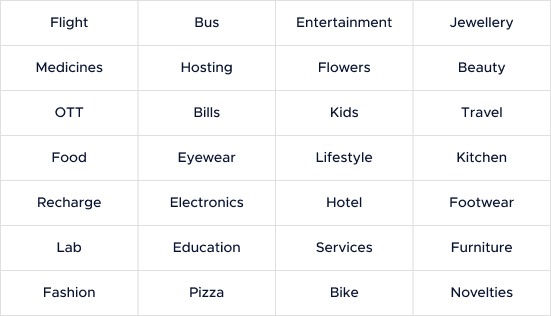 Flight Bus Entertainment Jewellery
Medicines Hosting Flowers Beauty
OTT Bills Kids Travel
Food Eyewear Lifestyle Kitchen
Recharge Electronics Hotel Footwear
Lab Education Services Furniture
Fashion Pizza Bike Novelties